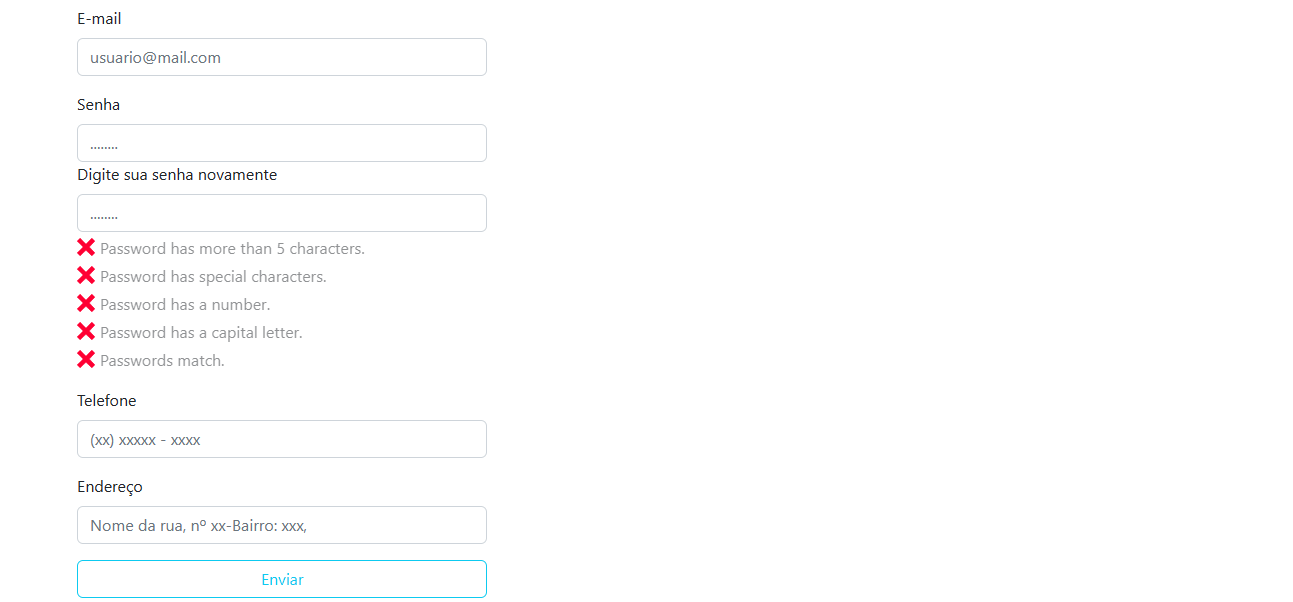 E-mail
usuario@mail.com
Senha
........
Digite sua senha novamente
........
Password has more than 5 characters.
Password has special characters.
Password has a number.
Password has a capital letter.
Passwords match.
Telefone
(xx) xxxxx - xxxx
Endereço
Nome da rua, nº xx-Bairro: xxx,
Enviar